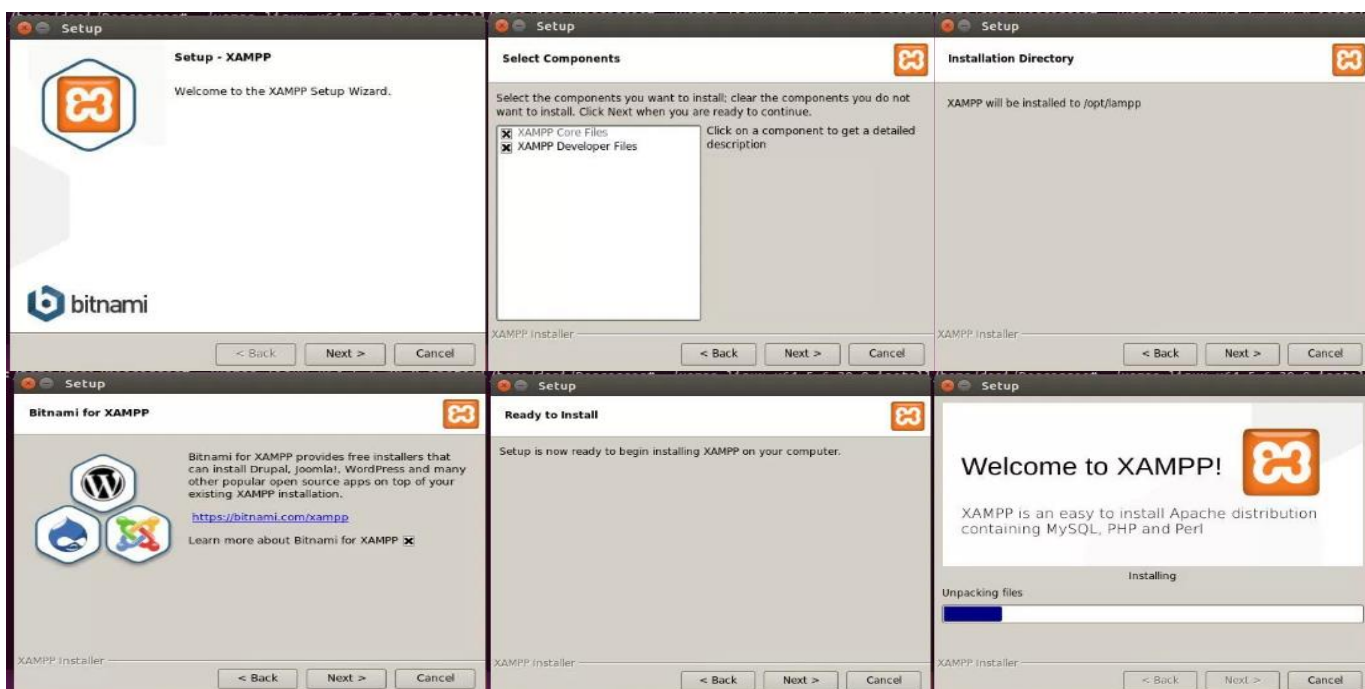 Setup
Setup - XAMPP
Welcome to the XAMPP Setup Wizard.
bitnami
< Back Next > Cancel
Setup
Select Components
Select the components you want to install; clear the components you do not
want to install. Click Next when you are ready to continue.
XAMPP Core Files
XAMPP Developer Files
Click on a component to get a detailed
description
XAMPP Installer
< Back Next > Cancel
Setup
Installation Directory
XAMPP will be installed to /opt/lampp
XAMPP Installer
< Back Next > Cancel
Setup
Bitnami for XAMPP
Bitnami for XAMPP provides free installers that
can install Drupal, Joomla!, WordPress and many
other popular open source apps on top of your
existing XAMPP installation.
https://bitnami.com/xampp
Learn more about Bitnami for XAMPP
XAMPP Installer
< Back Next > Cancel
Setup
Ready to Install
Setup is now ready to begin installing XAMPP on your computer.
XAMPP Installer
< Back Next > Cancel
Setup
Welcome to XAMPP!
XAMPP is an easy to install Apache distribution
containing MySQL, PHP and Perl
Installing
Unpacking files
XAMPP Installer
< Back Next > Cancel